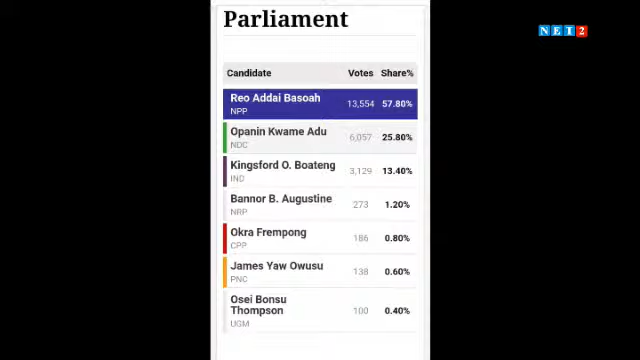 Parliament
NET2
Candidate Votes Share%
Reo Addai Basoah
NPP
13,554 57.80%
Opanin Kwame Adu
NDC
6,057 25.80%
Kingsford O. Boateng
IND
3,129 13.40%
Bannor B. Augustine
NRP
273 1.20%
Okra Frempong
CPP
186 0.80%
James Yaw Owusu
PNC
138 0.60%
Osei Bonsu
Thompson
UGM
100 0.40%